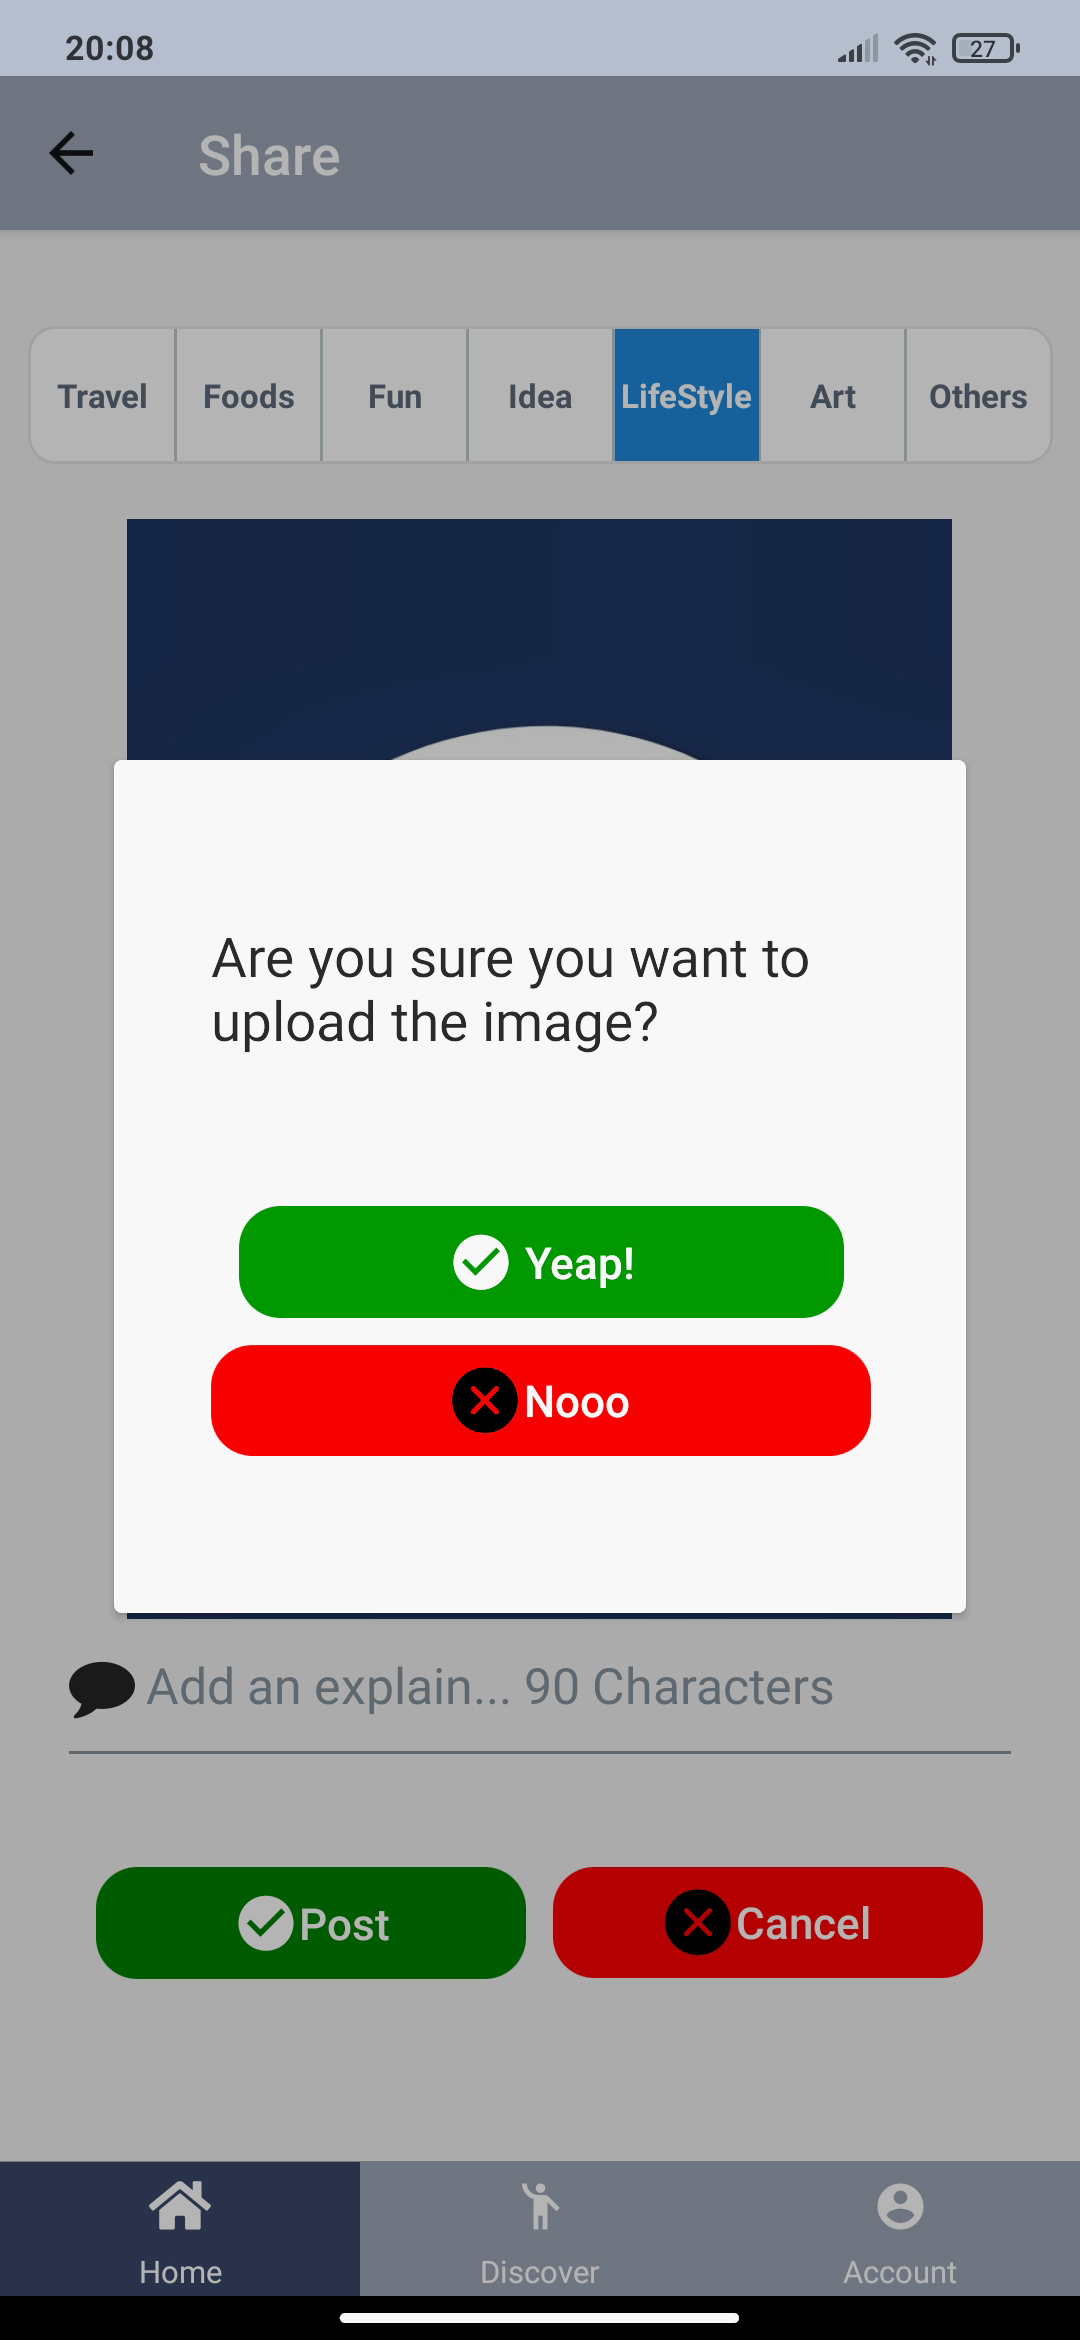 20:08
27
Share
Travel Foods Fun Idea LifeStyle Art Others
Are you sure you want to
upload the image?
Yeap!
Nooo
Add an explain... 90 Characters
Post Cancel
Home Discover Account